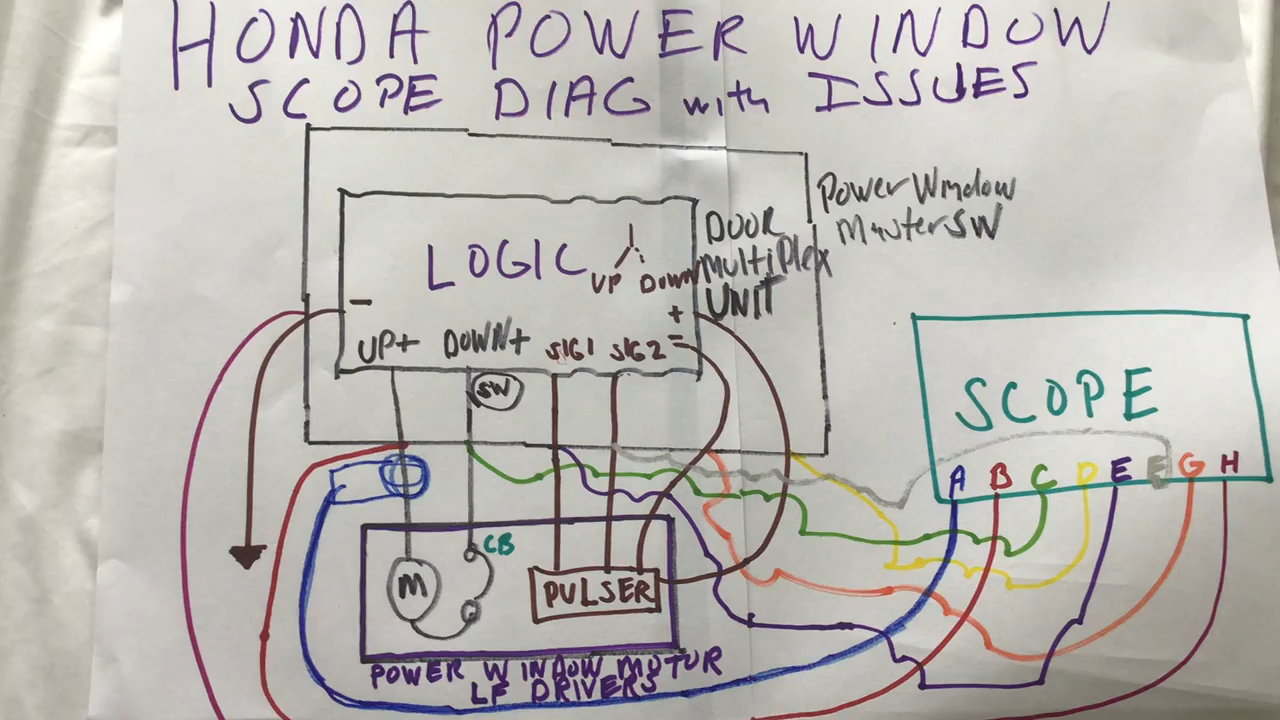 HONDA POWER WINDOW
SCOPE DIAG with ISSUES
Power Window
Master SW
DOOR
MultiPlex
UNIT
LOGIC
UP Down
-
+
UP+ DOWN+ SIG1 SIG2 -
SW
SCOPE
A B C D E F G H
CB
M
PULSER
POWER WINDOW MOTOR
LF DRIVERS